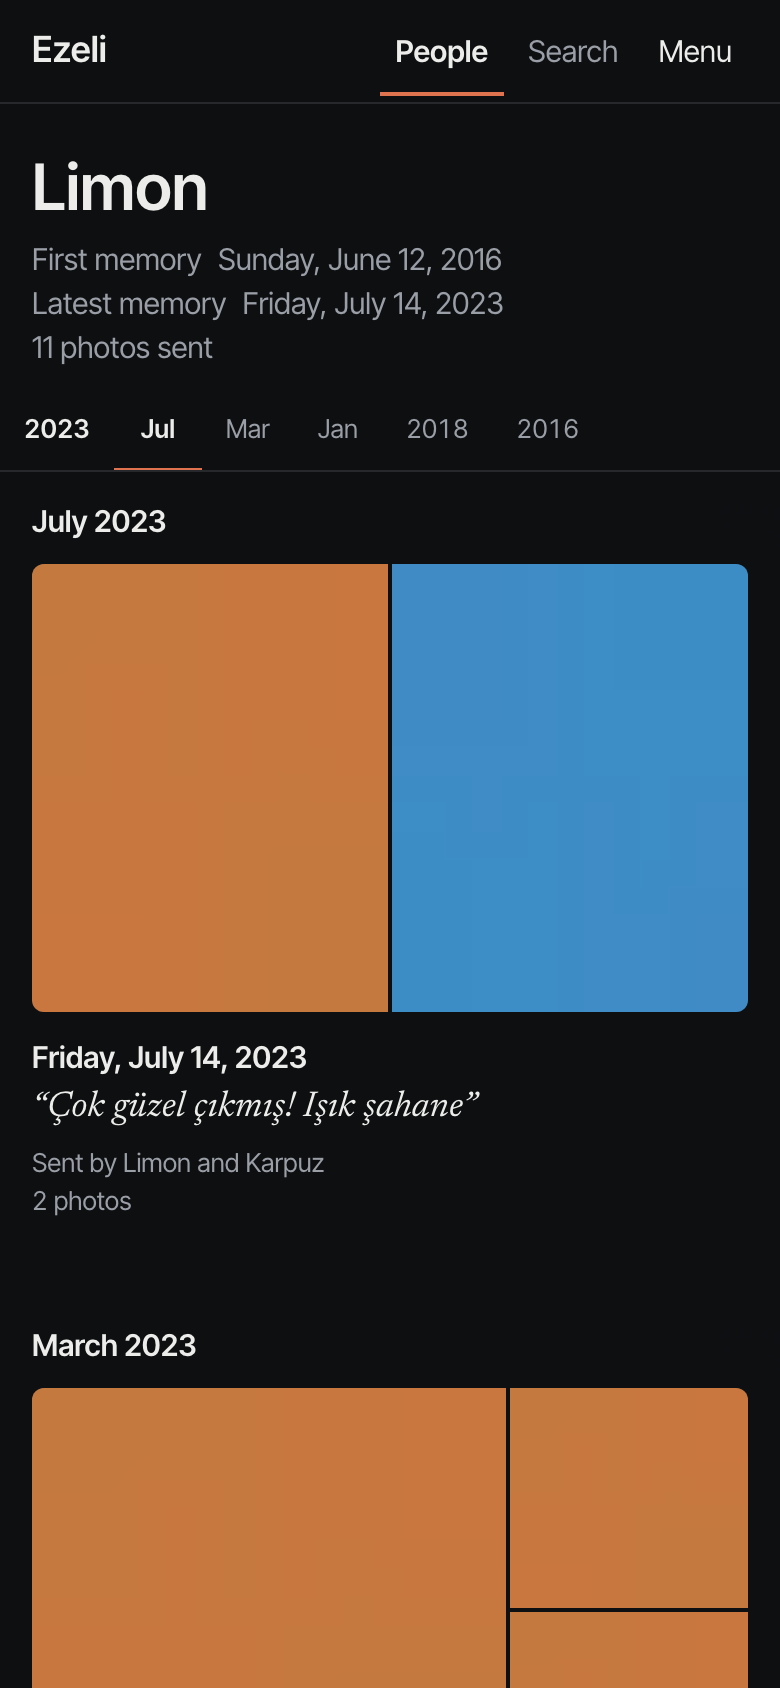 Ezeli
People Search Menu
Limon
First memory Sunday, June 12, 2016
Latest memory Friday, July 14, 2023
11 photos sent
2023 Jul Mar Jan 2018 2016
July 2023
Friday, July 14, 2023
“Çok güzel çıkmış! Işık şahane”
Sent by Limon and Karpuz
2 photos
March 2023